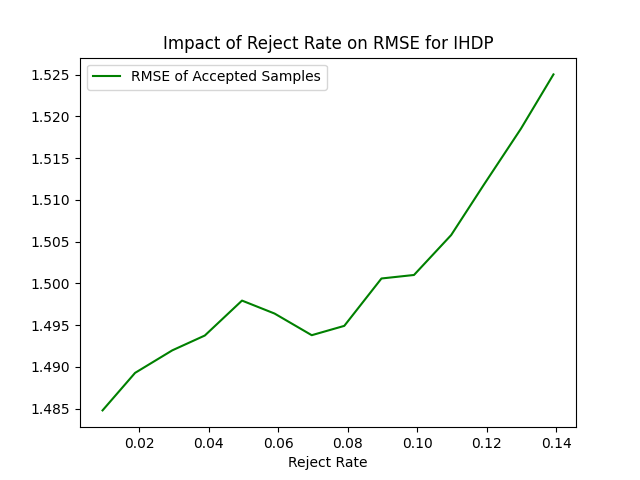 Impact of Reject Rate on RMSE for IHDP
RMSE of Accepted Samples
1.525
1.520
1.515
1.510
1.505
1.500
1.495
1.490
1.485
0.02 0.04 0.06 0.08 0.10 0.12 0.14
Reject Rate